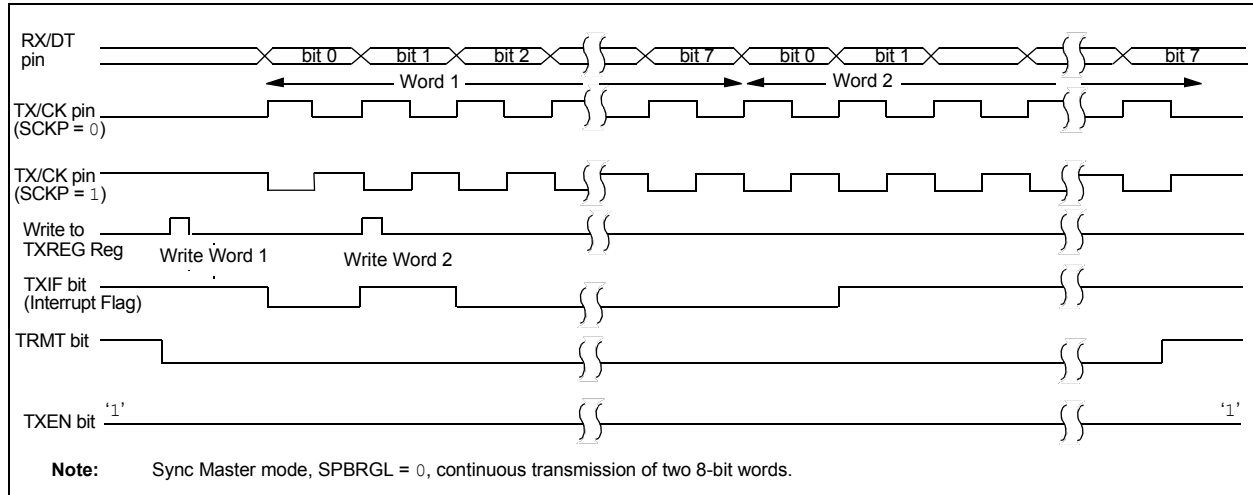 RX/DT
pin
bit 0 bit 1 bit 2 bit 7 bit 0 bit 1 bit 7
Word 1 Word 2
TX/CK pin
(SCKP = 0)
TX/CK pin
(SCKP = 1)
Write to
TXREG Reg
Write Word 1 Write Word 2
TXIF bit
(Interrupt Flag)
TRMT bit
TXEN bit ‘1’ ‘1’
Note: Sync Master mode, SPBRGL = 0, continuous transmission of two 8-bit words.